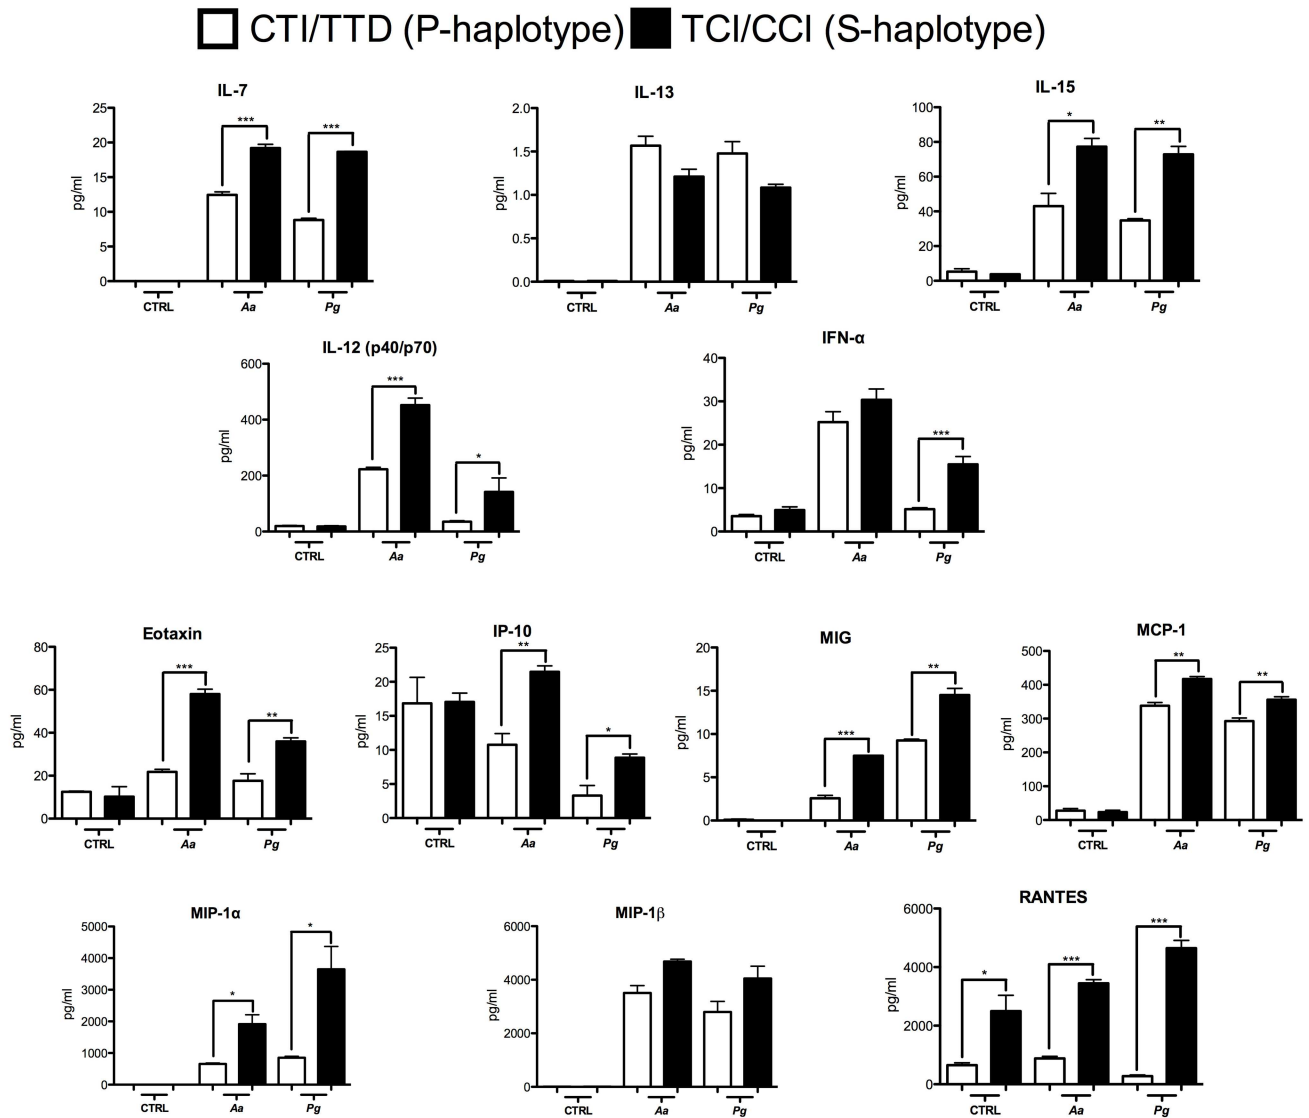 CTI/TTD (P-haplotype) TCI/CCI (S-haplotype)
IL-7
pg/ml
25
20
15
10
5
0
***
***
CTRL Aa Pg
IL-13
pg/ml
2.0
1.5
1.0
0.5
0.0
CTRL Aa Pg
IL-15
pg/ml
100
80
60
40
20
0
*
**
CTRL Aa Pg
IL-12 (p40/p70)
pg/ml
600
400
200
0
***
*
CTRL Aa Pg
IFN-α
pg/ml
40
30
20
10
0
***
CTRL Aa Pg
Eotaxin
pg/ml
80
60
40
20
0
***
**
CTRL Aa Pg
IP-10
pg/ml
25
20
15
10
5
0
**
*
CTRL Aa Pg
MIG
pg/ml
20
15
10
5
0
***
**
CTRL Aa Pg
MCP-1
pg/ml
500
400
300
200
100
0
**
**
CTRL Aa Pg
MIP-1α
pg/ml
5000
4000
3000
2000
1000
0
*
*
CTRL Aa Pg
MIP-1β
pg/ml
6000
4000
2000
0
CTRL Aa Pg
RANTES
pg/ml
6000
4000
2000
0
*
***
***
CTRL Aa Pg